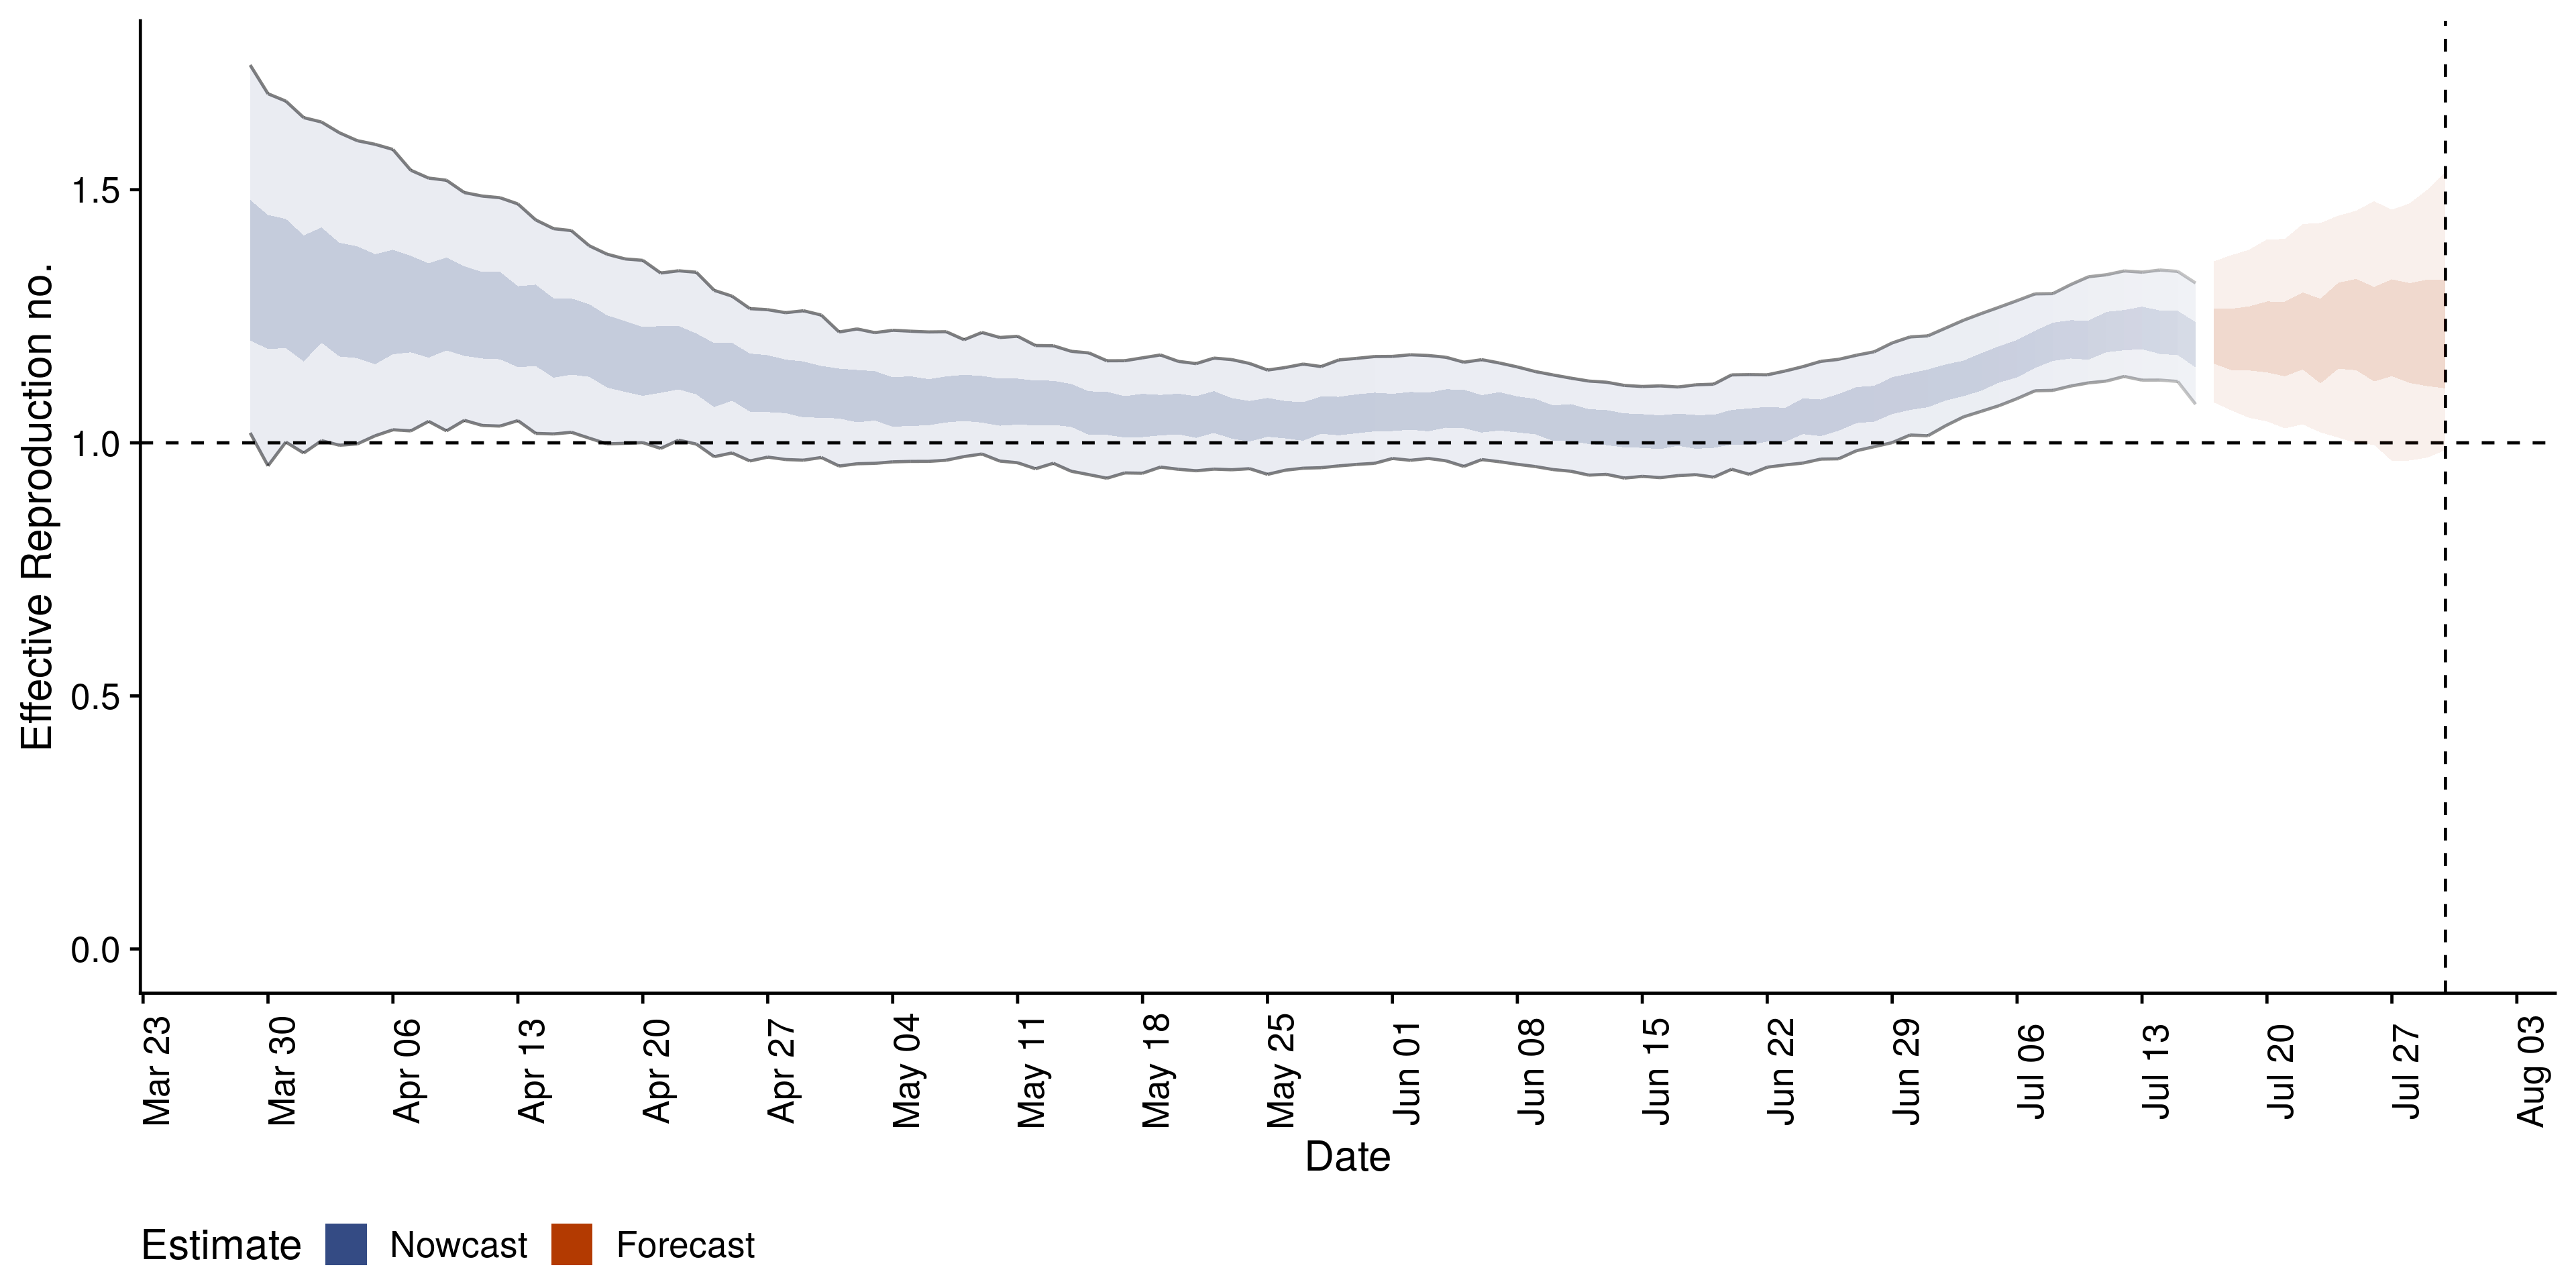 Effective Reproduction no.
1.5
1.0
0.5
0.0
Mar 23
Mar 30
Apr 06
Apr 13
Apr 20
Apr 27
May 04
May 11
May 18
May 25
Jun 01
Jun 08
Jun 15
Jun 22
Jun 29
Jul 06
Jul 13
Jul 20
Jul 27
Aug 03
Date
Estimate Nowcast Forecast